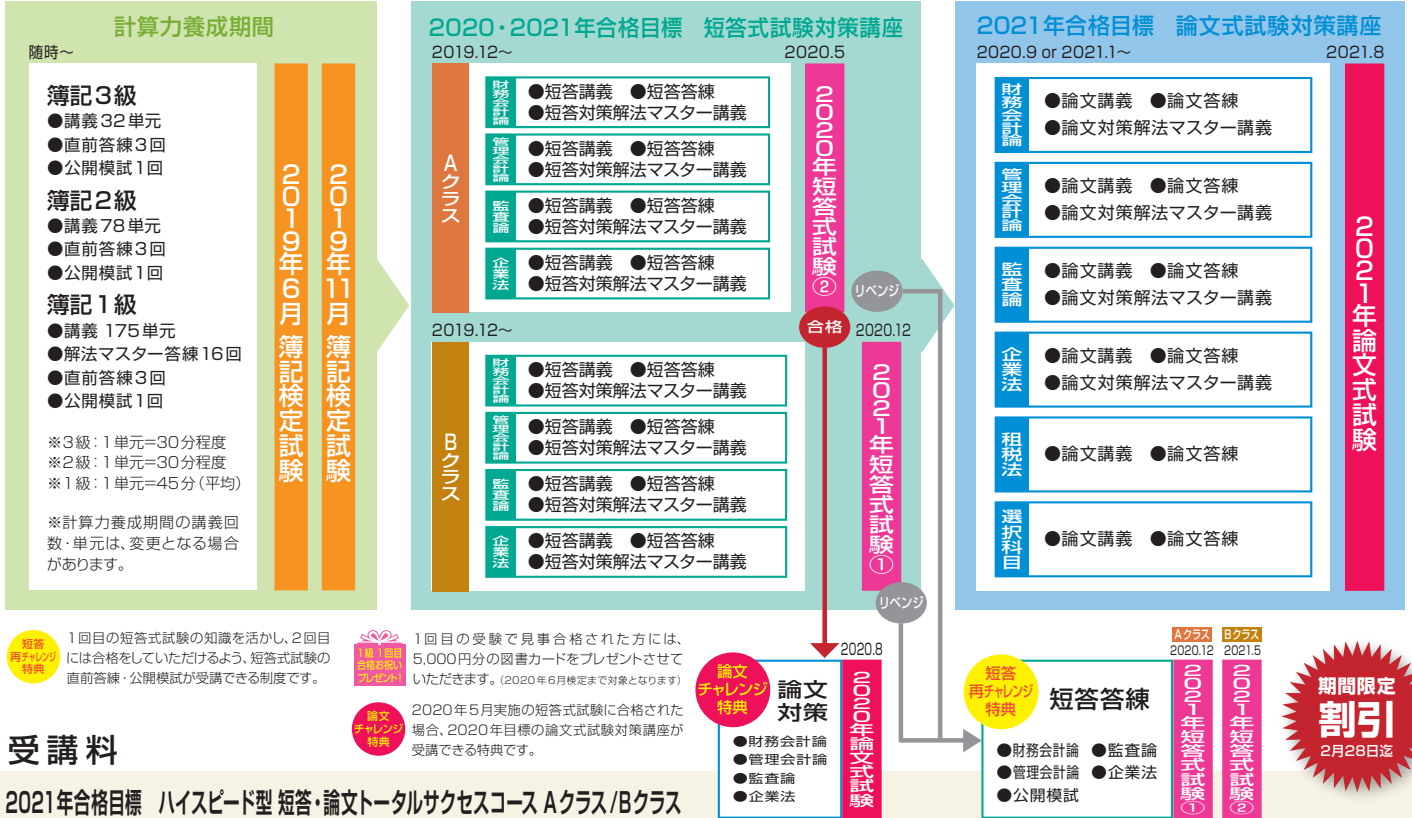 計算力養成期間
随時～
簿記3級
●講義32単元
●直前答練3回
●公開模試1回
簿記2級
●講義78単元
●直前答練3回
●公開模試1回
簿記1級
●講義 175単元
●解法マスター答練16回
●直前答練3回
●公開模試1回
※3級：1単元=30分程度
※2級：1単元=30分程度
※1級：1単元=45分(平均)
※計算力養成期間の講義回
数・単元は、変更となる場合
があります。
2019年6月 簿記検定試験
2019年11月 簿記検定試験
2020・2021年合格目標 短答式試験対策講座
2019.12～
2020.5
Aクラス
財務会計論
●短答講義 ●短答答練
●短答対策解法マスター講義
管理会計論
●短答講義 ●短答答練
●短答対策解法マスター講義
監査論
●短答講義 ●短答答練
●短答対策解法マスター講義
企業法
●短答講義 ●短答答練
●短答対策解法マスター講義
2020年短答式試験②
リベンジ
合格
2019.12～
2020.12
Bクラス
財務会計論
●短答講義 ●短答答練
●短答対策解法マスター講義
管理会計論
●短答講義 ●短答答練
●短答対策解法マスター講義
監査論
●短答講義 ●短答答練
●短答対策解法マスター講義
企業法
●短答講義 ●短答答練
●短答対策解法マスター講義
2021年短答式試験①
リベンジ
2021年合格目標 論文式試験対策講座
2020.9 or 2021.1～
2021.8
財務会計論
●論文講義 ●論文答練
●論文対策解法マスター講義
管理会計論
●論文講義 ●論文答練
●論文対策解法マスター講義
監査論
●論文講義 ●論文答練
●論文対策解法マスター講義
企業法
●論文講義 ●論文答練
●論文対策解法マスター講義
租税法
●論文講義 ●論文答練
選択科目
●論文講義 ●論文答練
2021年論文式試験
短答
再チャレンジ
特典
1回目の短答式試験の知識を活かし、2回目
には合格をしていただけるよう、短答式試験の
直前答練・公開模試が受講できる制度です。
1級1回目
合格お祝い
プレゼント!
1回目の受験で見事合格された方には、
5,000円分の図書カードをプレゼントさせて
いただきます。(2020年6月検定まで対象となります)
論文
チャレンジ
特典
2020年5月実施の短答式試験に合格された
場合、2020年目標の論文式試験対策講座が
受講できる特典です。
論文
チャレンジ
特典
論文
対策
●財務会計論
●管理会計論
●監査論
●企業法
2020.8
2020年論文式試験
短答
再チャレンジ
特典
短答答練
●財務会計論 ●監査論
●管理会計論 ●企業法
●公開模試
Aクラス
2020.12
2021年短答式試験①
Bクラス
2021.5
2021年短答式試験②
期間限定
割引
2月28日迄
受講料
2021年合格目標 ハイスピード型 短答・論文トータルサクセスコース Aクラス/Bクラス